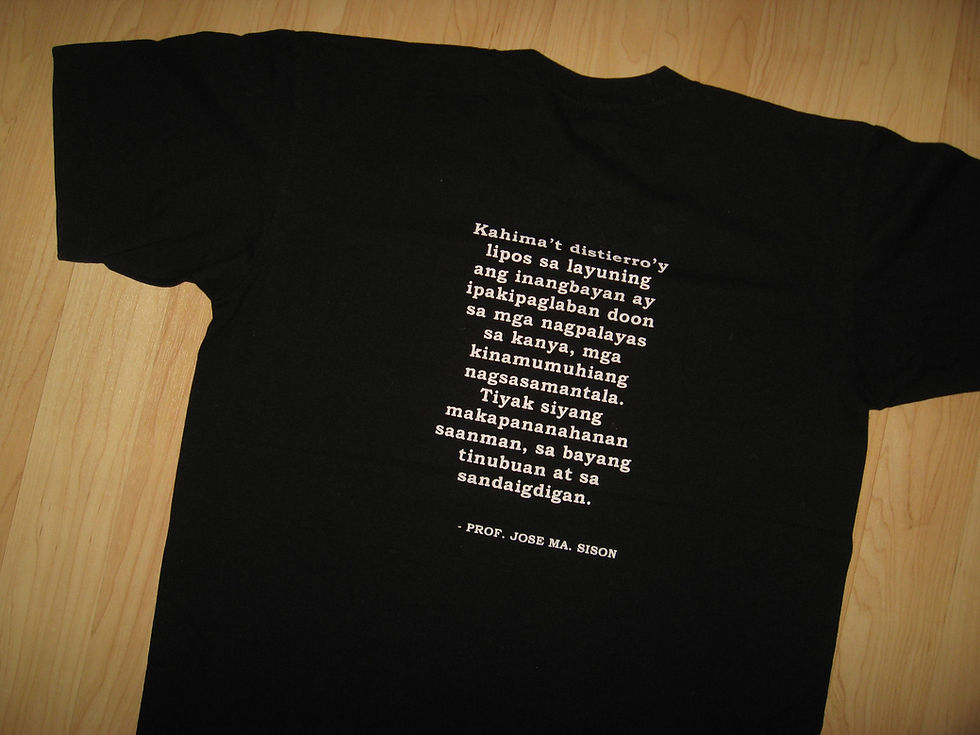 Kahima't distierro'y
lipos sa layuning
ang inangbayan ay
ipakipaglaban doon
sa mga nagpalayas
sa kanya, mga
kinamumuhiang
nagsasamantala.
Tiyak siyang
makapananahanan
saanman, sa bayang
tinubuan at sa
sandaigdigan.
- PROF. JOSE MA. SISON